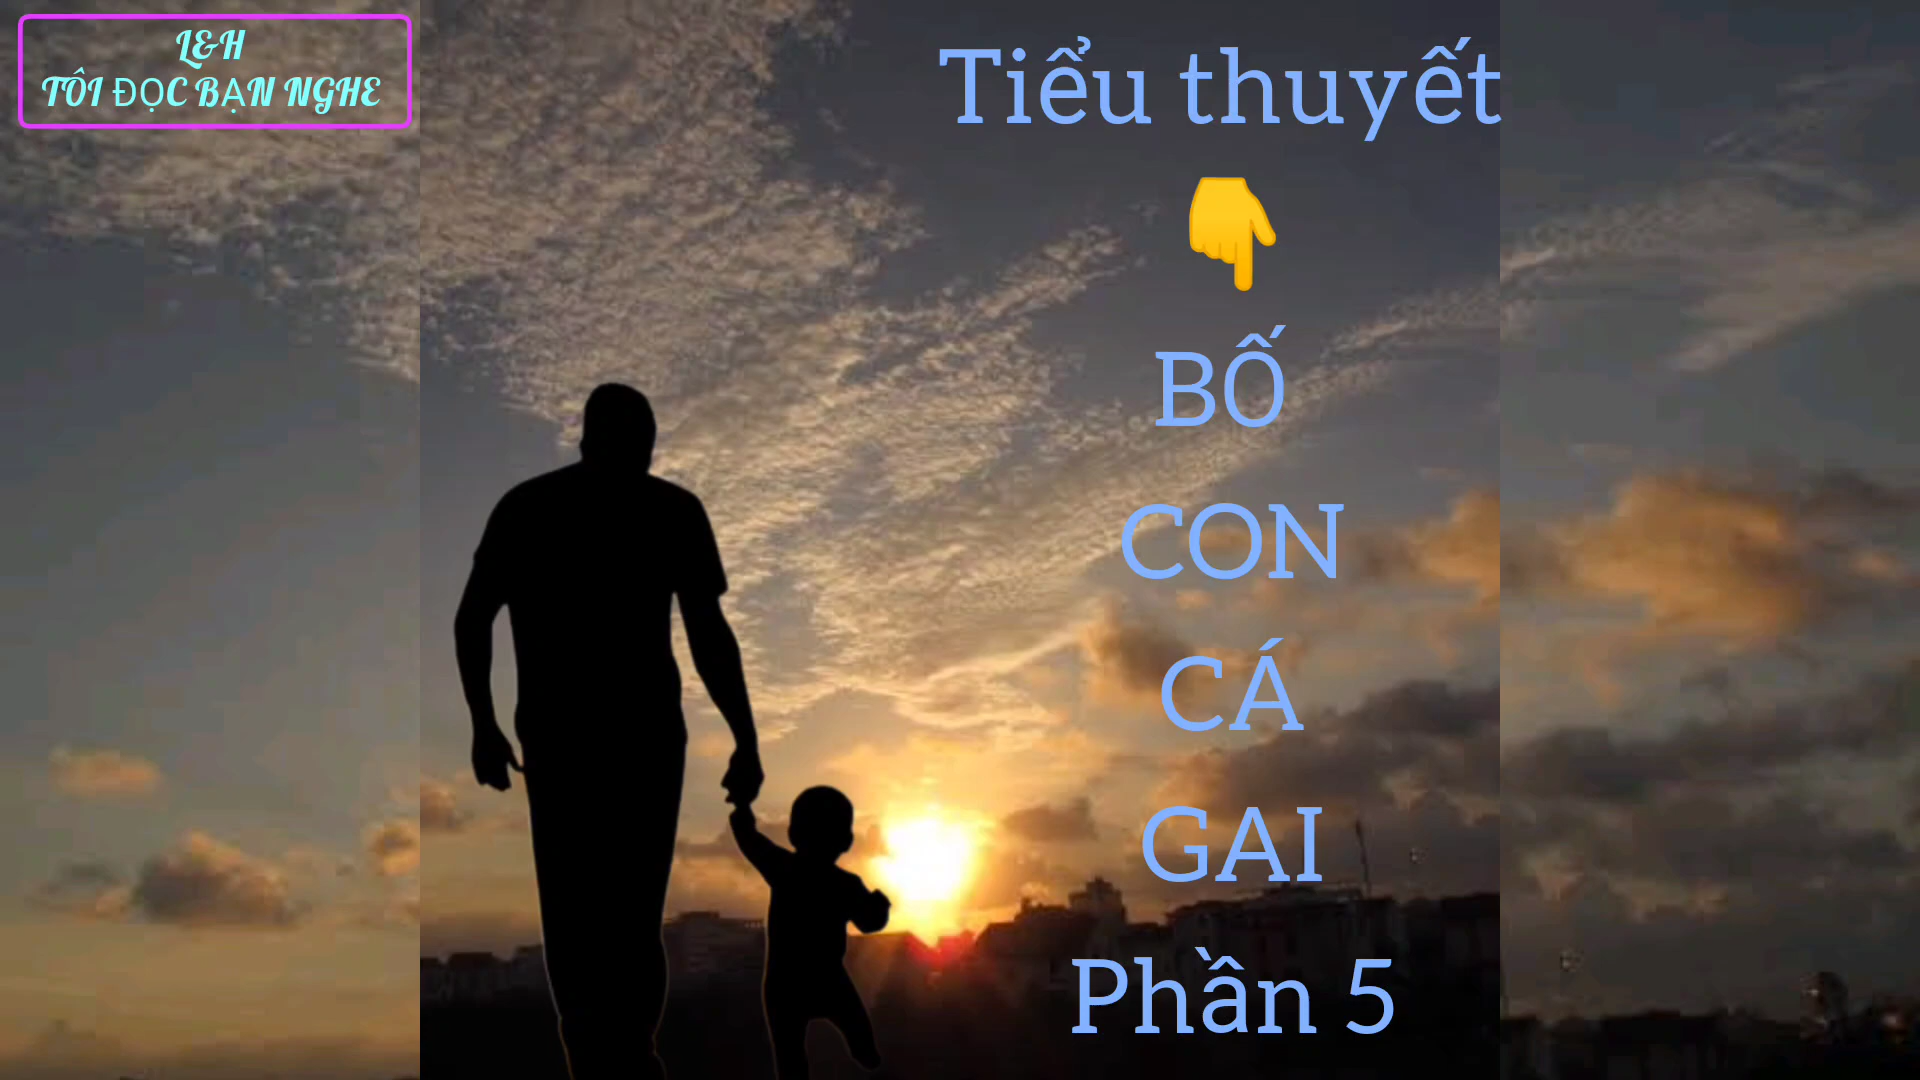 L&H
TÔI ĐỌC BẠN NGHE
Tiểu thuyết
👇
BỐ
CON
CÁ
GAI
Phần 5